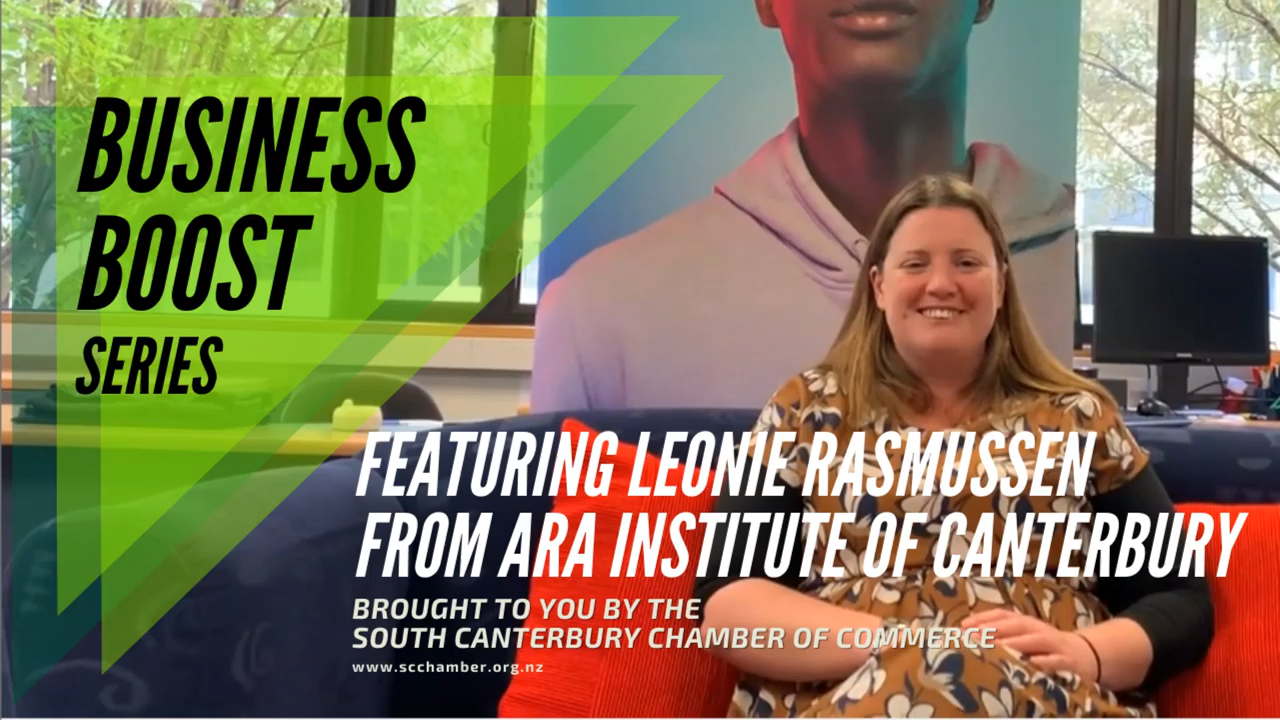 BUSINESS
BOOST
SERIES
FEATURING LEONIE RASMUSSEN
FROM ARA INSTITUTE OF CANTERBURY
BROUGHT TO YOU BY THE
SOUTH CANTERBURY CHAMBER OF COMMERCE
www.scchamber.org.nz